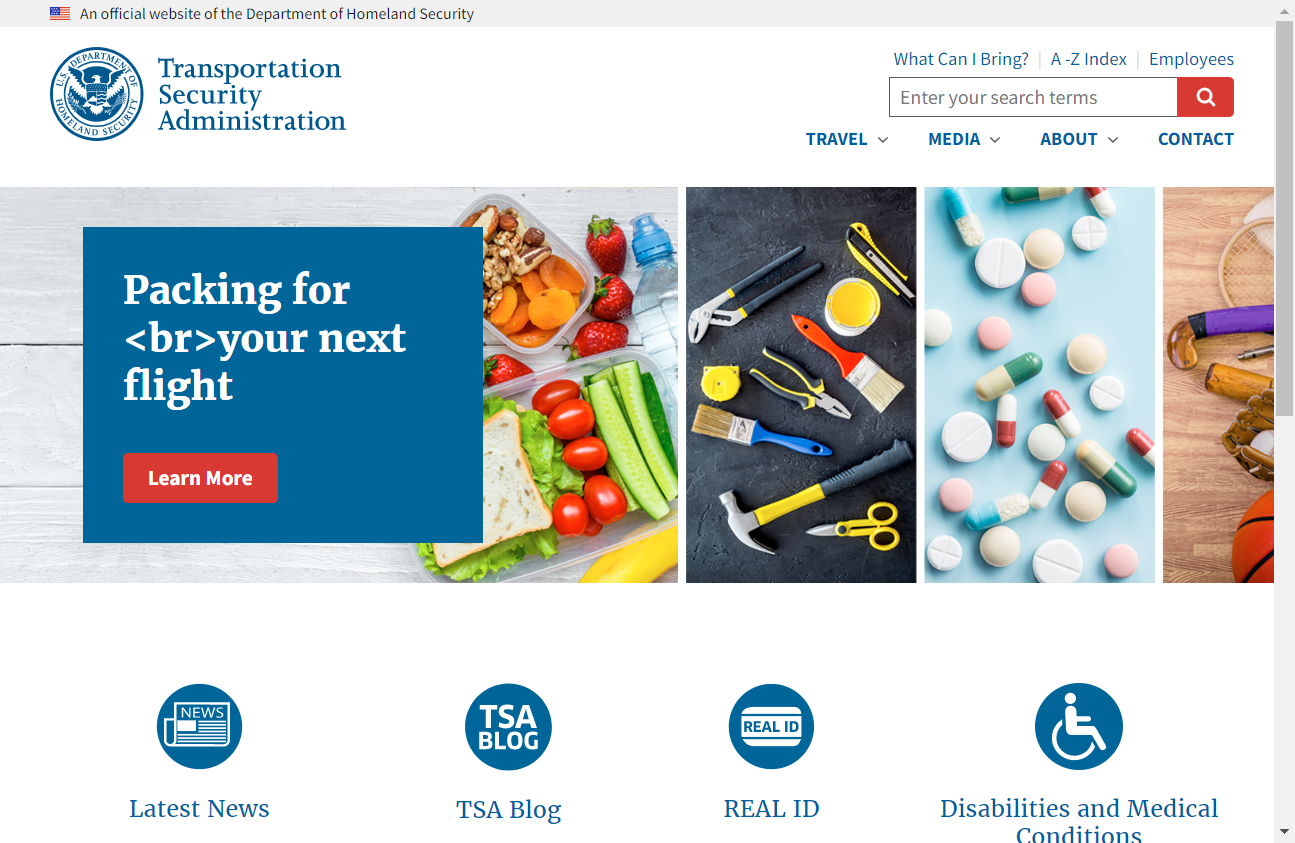 An official website of the Department of Homeland Security
U.S. DEPARTMENT OF HOMELAND SECURITY
Transportation
Security
Administration
What Can I Bring?
A -Z Index
Employees
Enter your search terms
TRAVEL
MEDIA
ABOUT
CONTACT
Packing for
<br>your next
flight
Learn More
NEWS
TSA
BLOG
REAL ID
Latest News
TSA Blog
REAL ID
Disabilities and Medical
Conditions